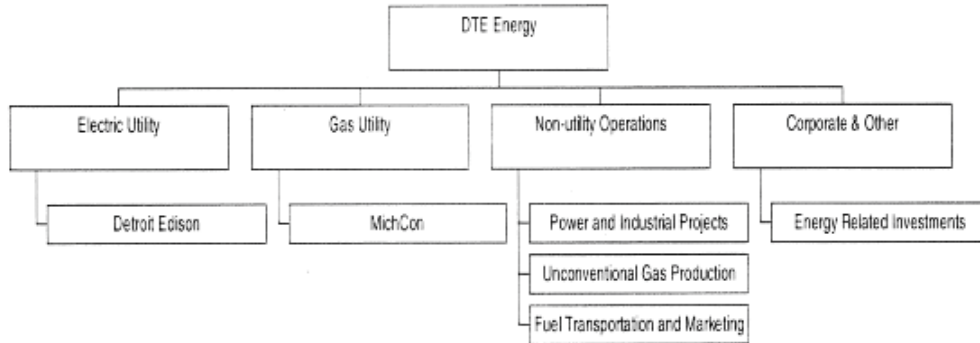 DTE Energy
Electric Utility
Gas Utility
Non-utility Operations
Corporate & Other
Detroit Edison
MichCon
Power and Industrial Projects
Energy Related Investments
Unconventional Gas Production
Fuel Transportation and Marketing